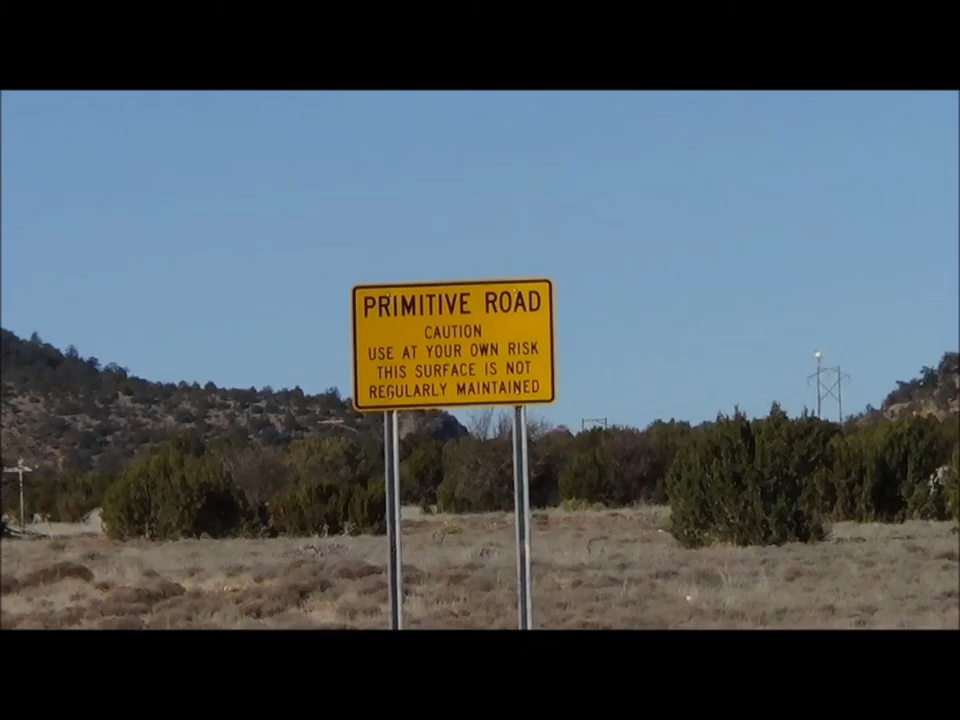 PRIMITIVE ROAD
CAUTION
USE AT YOUR OWN RISK
THIS SURFACE IS NOT
REGULARLY MAINTAINED